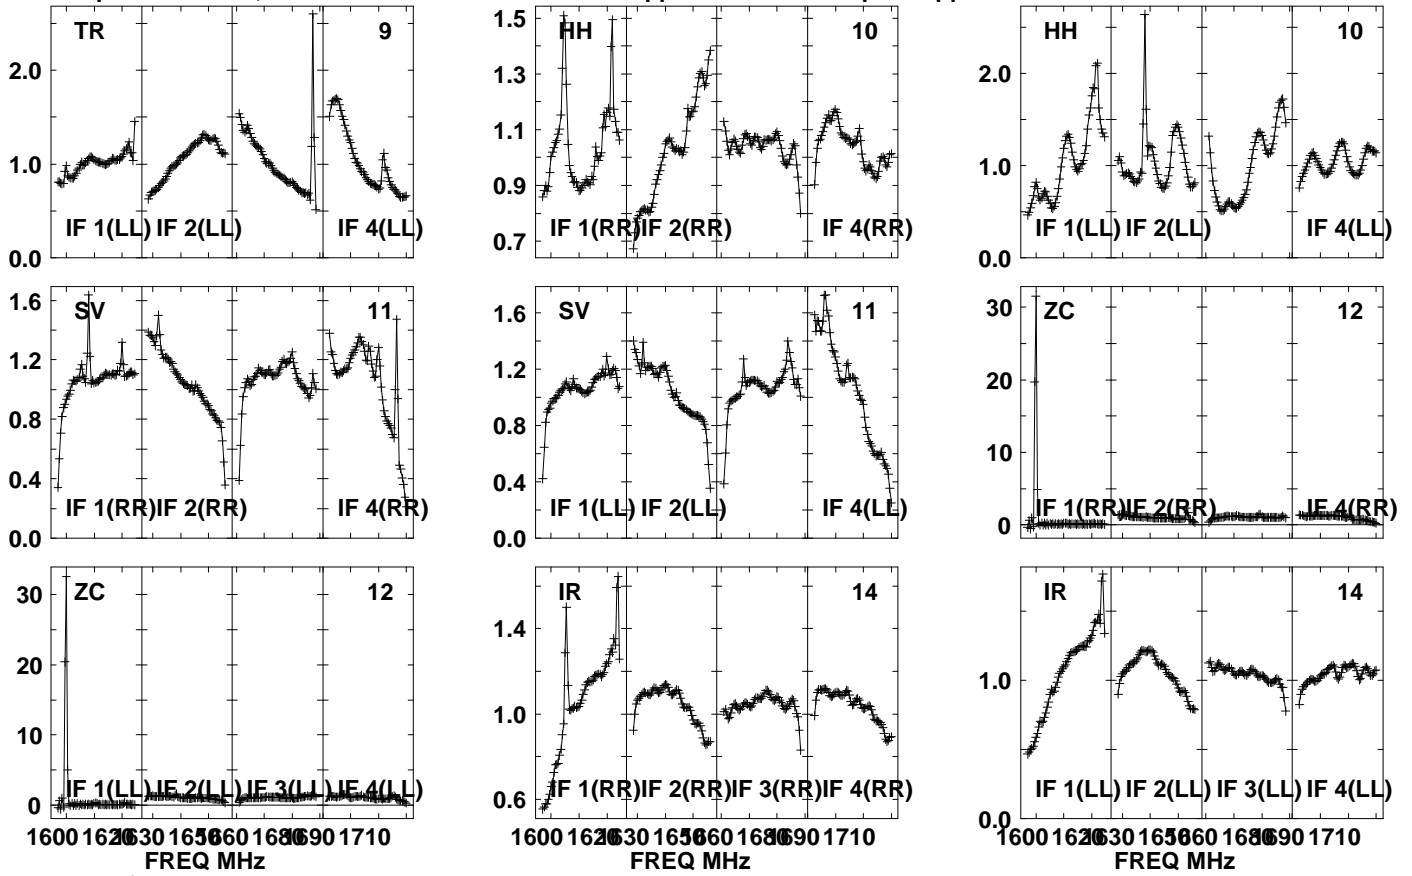 TR 9 HH 10 HH 10
2.0 1.5 2.0
1.3
1.0 1.1 1.0
0.9
IF 1(LL) IF 2(LL) IF 4(LL) IF 1(RR) IF 2(RR) IF 4(RR) IF 1(LL) IF 2(LL) IF 4(LL)
0.0 0.7 0.0
SV 11 SV 11 ZC 12
1.6 1.6 30
1.2 1.2 20
0.8 0.8
0.4 0.4 10
IF 1(RR) IF 2(RR) IF 4(RR) IF 1(LL) IF 2(LL) IF 4(LL) IF 1(RR) IF 2(RR) IF 4(RR)
0.0 0.0 0
ZC 12 IR 14 IR 14
30 1.4
20 1.0 1.0
10
IF 1(LL) IF 2(LL) IF 3(LL) IF 4(LL) IF 1(RR) IF 2(RR) IF 3(RR) IF 4(RR) IF 1(LL) IF 2(LL) IF 3(LL) IF 4(LL)
0 0.6 0.0
1600 1620 1630 1650 1660 1680 1690 1710 1600 1620 1630 1650 1660 1680 1690 1710 1600 1620 1630 1650 1660 1680 1690 1710
FREQ MHz FREQ MHz FREQ MHz